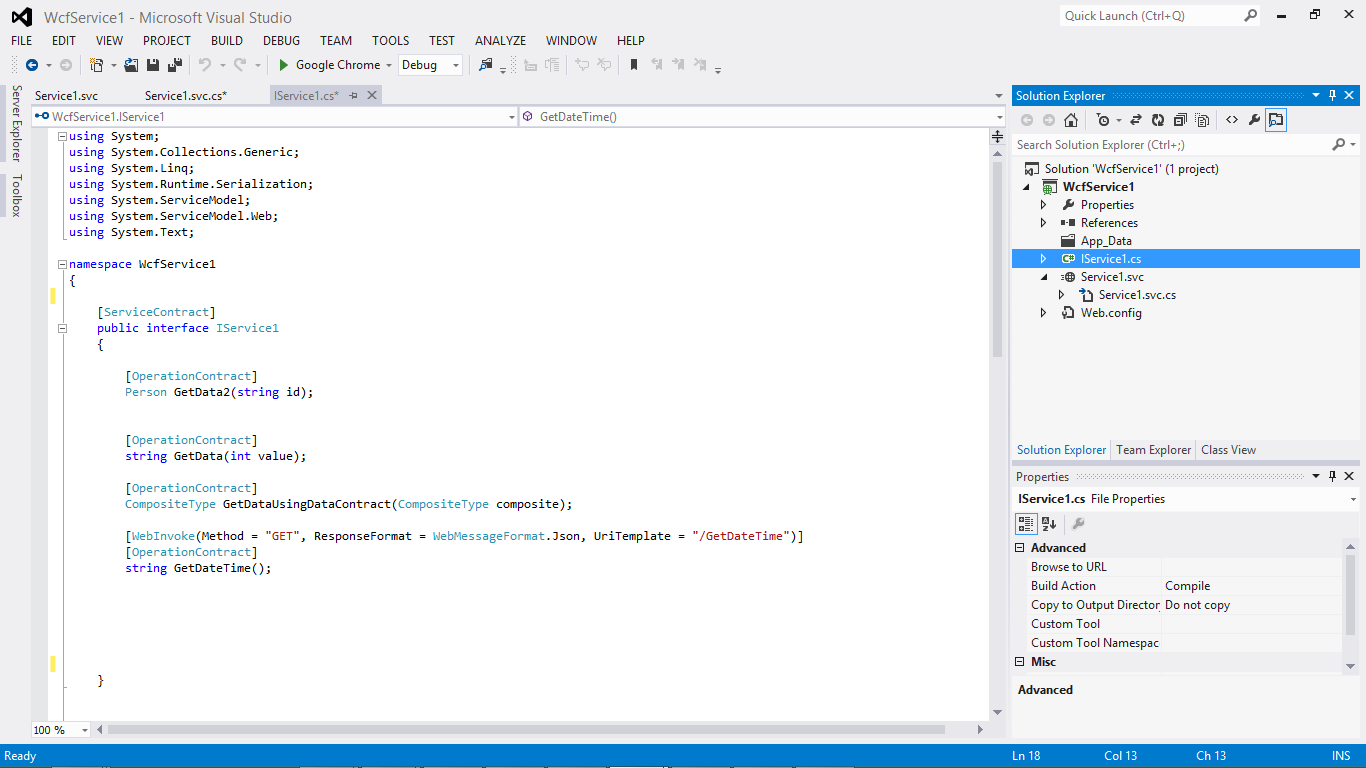 WcfService1 - Microsoft Visual Studio
Quick Launch (Ctrl+Q)
FILE EDIT VIEW PROJECT BUILD DEBUG TEAM TOOLS TEST ANALYZE WINDOW HELP
Google Chrome Debug
Server Explorer
Toolbox
Service1.svc Service1.svc.cs* IService1.cs*
WcfService1.IService1 GetDateTime()
using System;
using System.Collections.Generic;
using System.Linq;
using System.Runtime.Serialization;
using System.ServiceModel;
using System.ServiceModel.Web;
using System.Text;
namespace WcfService1
{
[ServiceContract]
public interface IService1
{
[OperationContract]
Person GetData2(string id);
[OperationContract]
string GetData(int value);
[OperationContract]
CompositeType GetDataUsingDataContract(CompositeType composite);
[WebInvoke(Method = "GET", ResponseFormat = WebMessageFormat.Json, UriTemplate = "/GetDateTime")]
[OperationContract]
string GetDateTime();
}
100 %
Solution Explorer
Search Solution Explorer (Ctrl+;)
Solution 'WcfService1' (1 project)
WcfService1
Properties
References
App_Data
C# IService1.cs
Service1.svc
Service1.svc.cs
Web.config
Solution Explorer Team Explorer Class View
Properties
IService1.cs File Properties
Advanced
Browse to URL
Build Action Compile
Copy to Output Director Do not copy
Custom Tool
Custom Tool Namespac
Misc
Advanced
Ready Ln 18 Col 13 Ch 13 INS